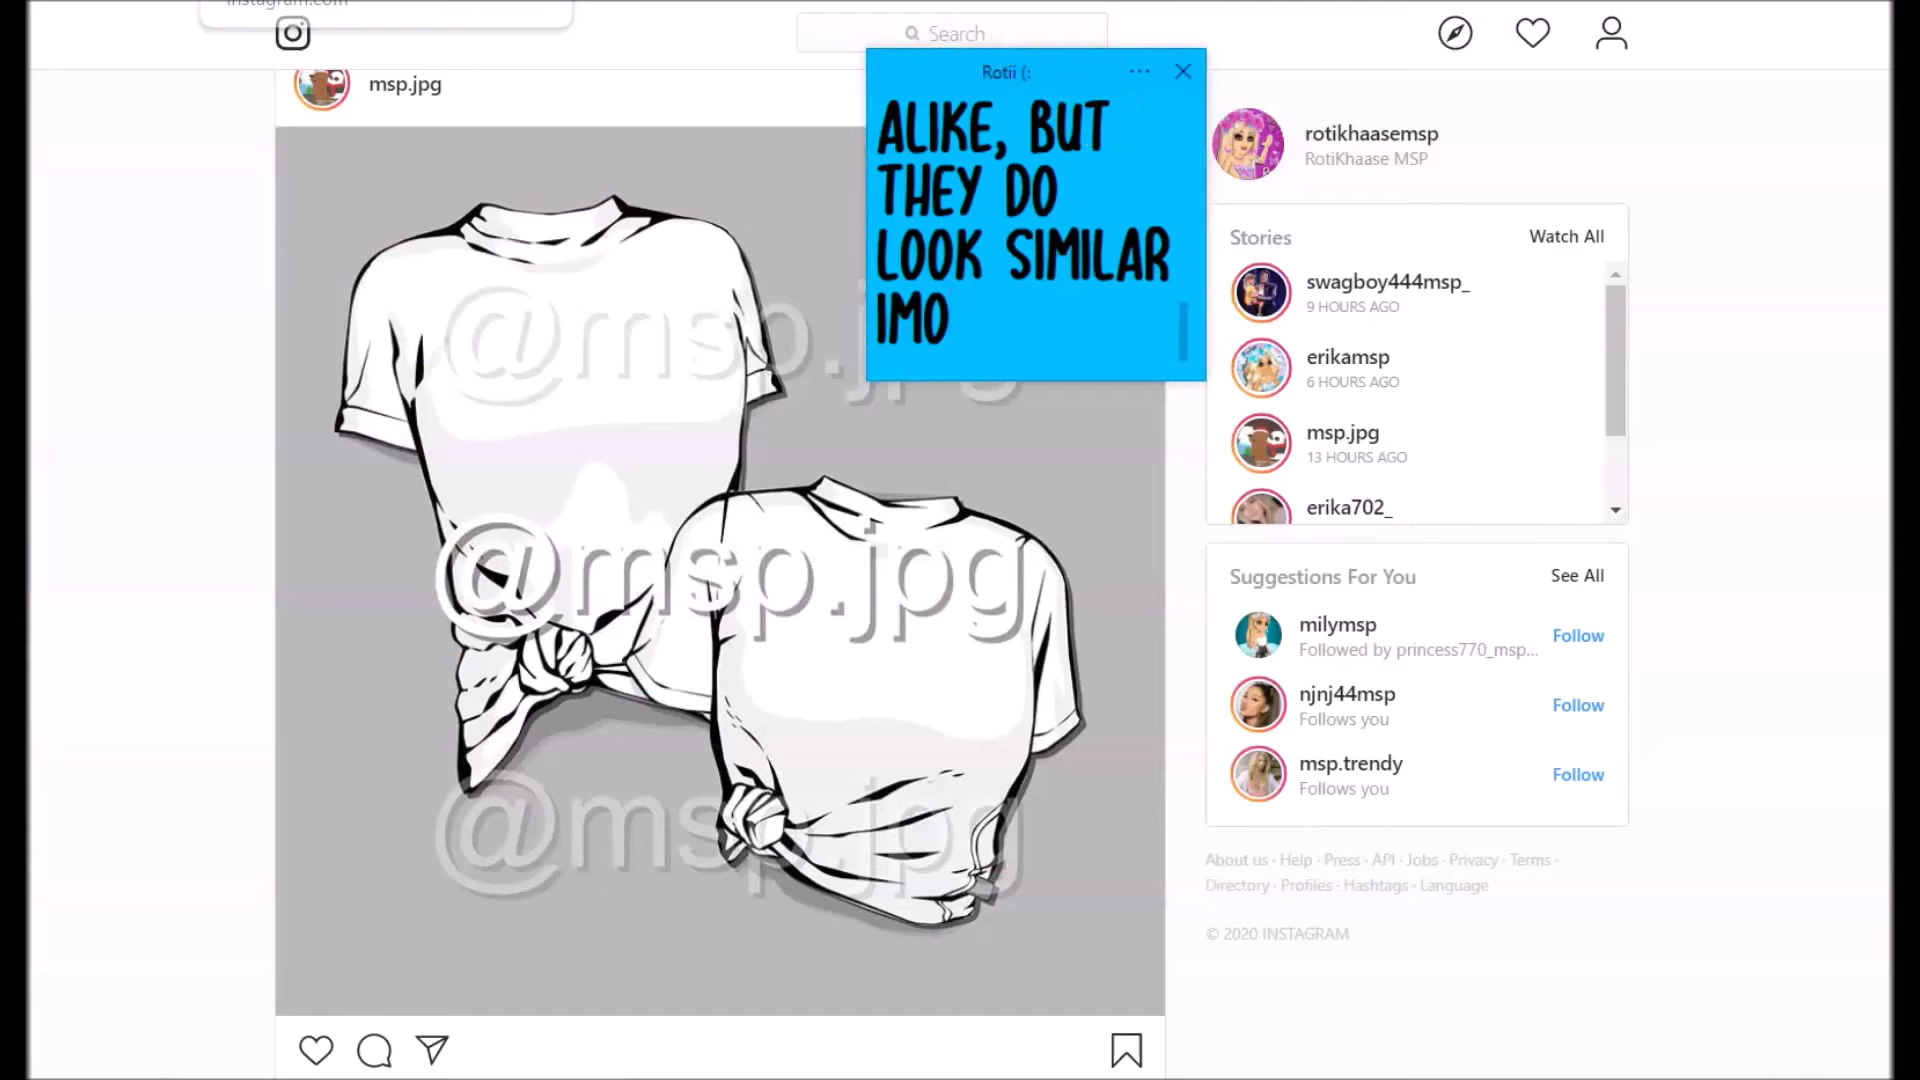 instagram.com
Search
msp.jpg
Rotii (:
ALIKE, BUT
THEY DO
LOOK SIMILAR
IMO
@msp.jpg
@msp.jpg
@msp.jpg
rotikhaasemsp
RotiKhaase MSP
Stories
Watch All
swagboy444msp_
9 HOURS AGO
erikamsp
6 HOURS AGO
msp.jpg
13 HOURS AGO
erika702_
Suggestions For You
See All
milymsp
Followed by princess770_msp...
Follow
njnj44msp
Follows you
Follow
msp.trendy
Follows you
Follow
About us · Help · Press · API · Jobs · Privacy · Terms ·
Directory · Profiles · Hashtags · Language
© 2020 INSTAGRAM